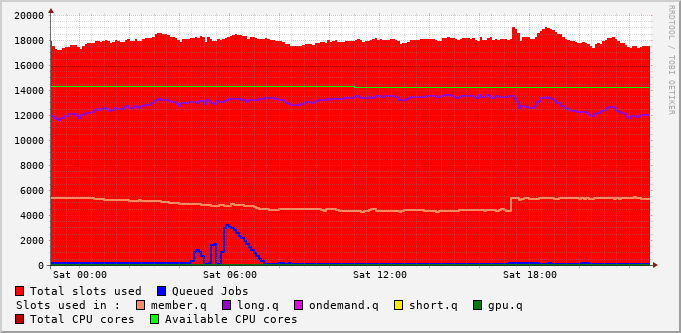 20000
18000
16000
14000
12000
10000
8000
6000
4000
2000
0
Sat 00:00 Sat 06:00 Sat 12:00 Sat 18:00
RRDTOOL / TOBI OETIKER
Total slots used Queued Jobs
Slots used in : member.q long.q ondemand.q short.q gpu.q
Total CPU cores Available CPU cores